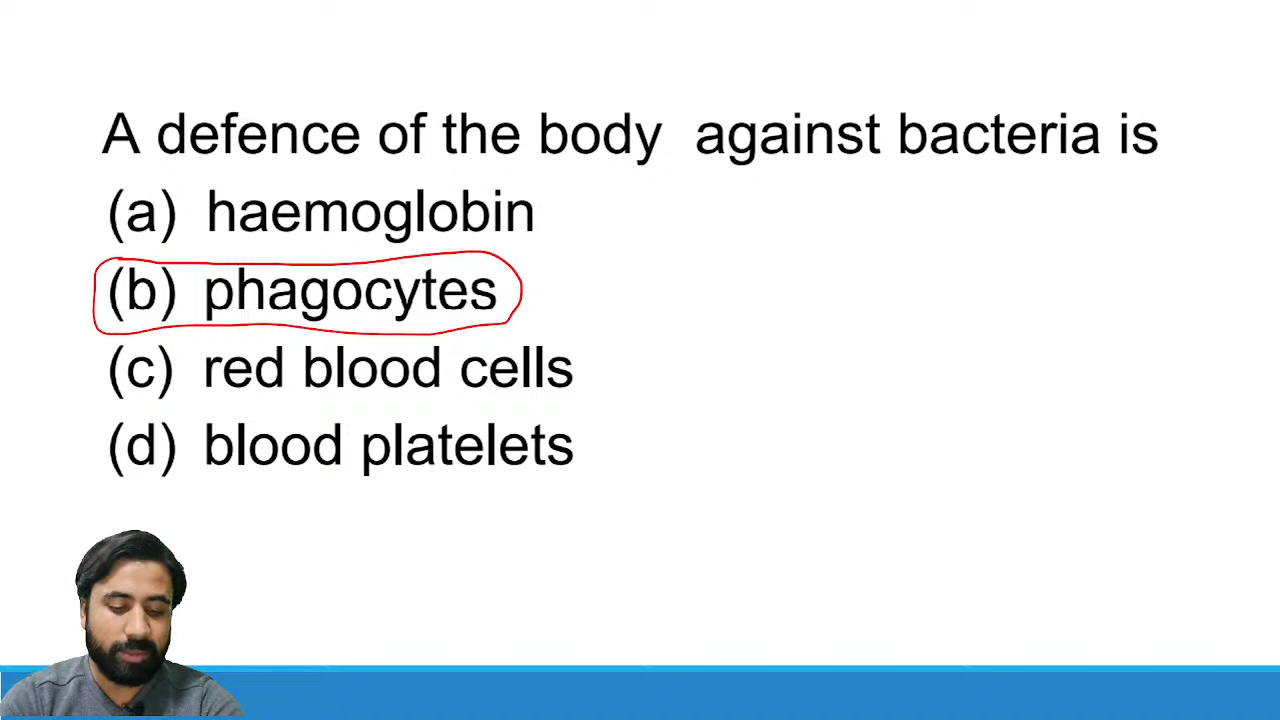 A defence of the body  against bacteria is
(a)  haemoglobin
(b)  phagocytes
(c)  red blood cells
(d)  blood platelets